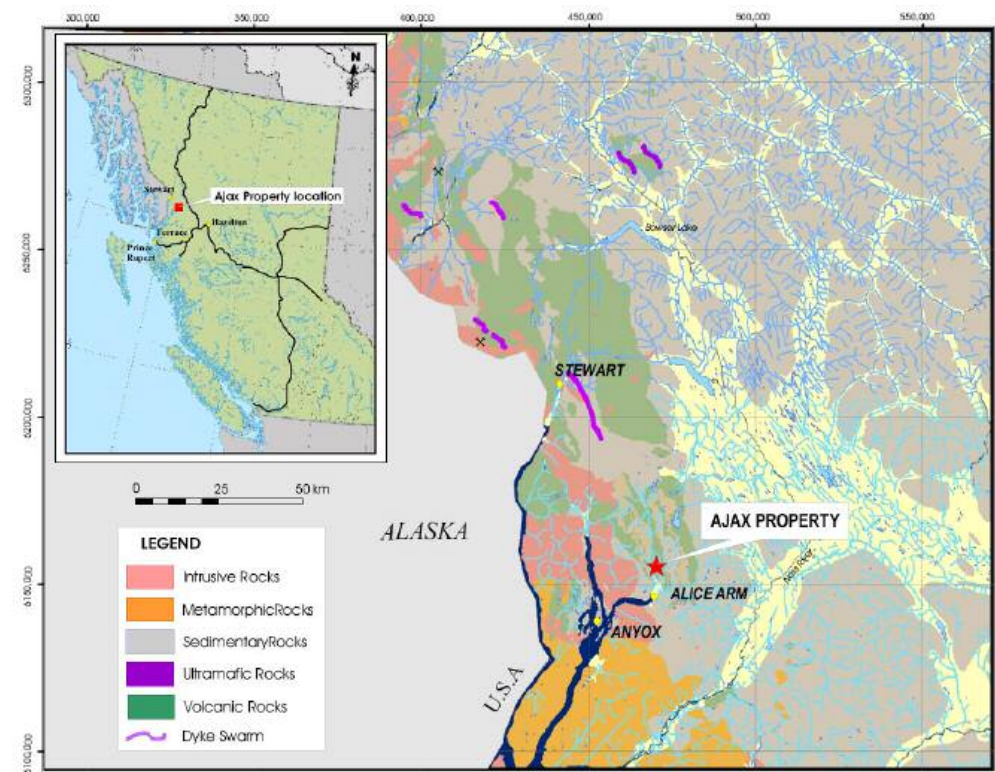 300,000
350,000
400,000
450,000
500,000
550,000
6300,000
6250,000
6200,000
6150,000
6100,000
N
Stewart
Ajax Property location
Hazelton
Terrace
Prince
Rupert
Bowser Lake
STEWART
0 25 50 km
ALASKA
AJAX PROPERTY
Nass River
ALICE ARM
ANYOX
U.S.A
LEGEND
Intrusive Rocks
MetamorphicRocks
SedimentaryRocks
Ultramafic Rocks
Volcanic Rocks
Dyke Swarm